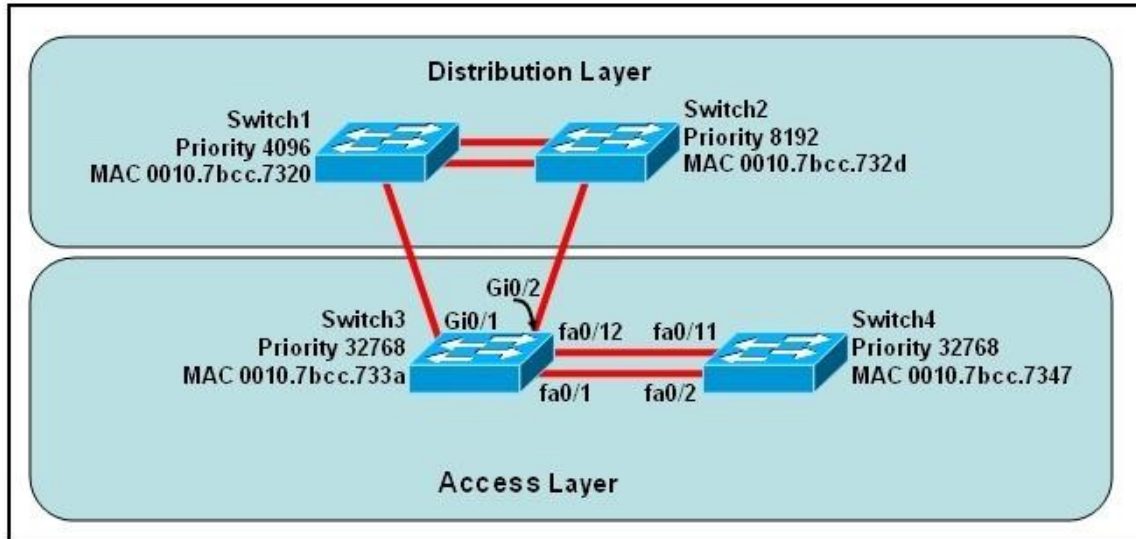 Distribution Layer
Switch1
Priority 4096
MAC 0010.7bcc.7320
Switch2
Priority 8192
MAC 0010.7bcc.732d
Switch3
Priority 32768
MAC 0010.7bcc.733a
Gi0/1
Gi0/2
fa0/12
fa0/11
fa0/1
fa0/2
Switch4
Priority 32768
MAC 0010.7bcc.7347
Access Layer